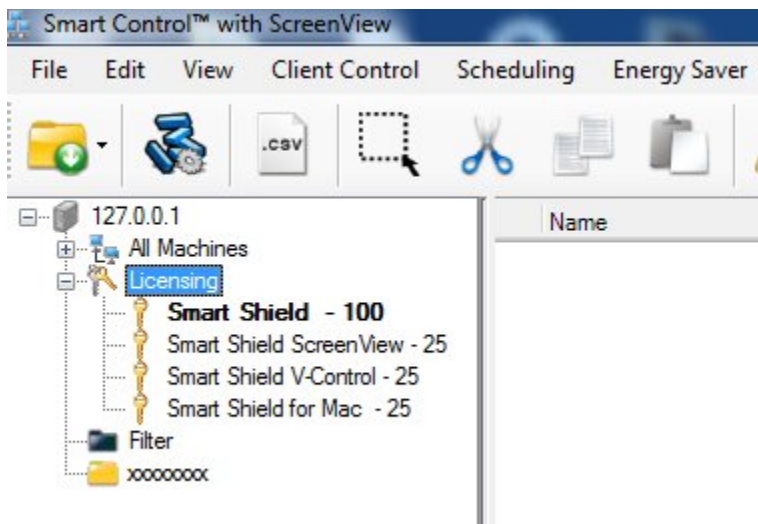 Smart Control™ with ScreenView
File Edit View Client Control Scheduling Energy Saver
.csv
127.0.0.1
Name
All Machines
Licensing
Smart Shield - 100
Smart Shield ScreenView - 25
Smart Shield V-Control - 25
Smart Shield for Mac - 25
Filter
xxxxxxxx